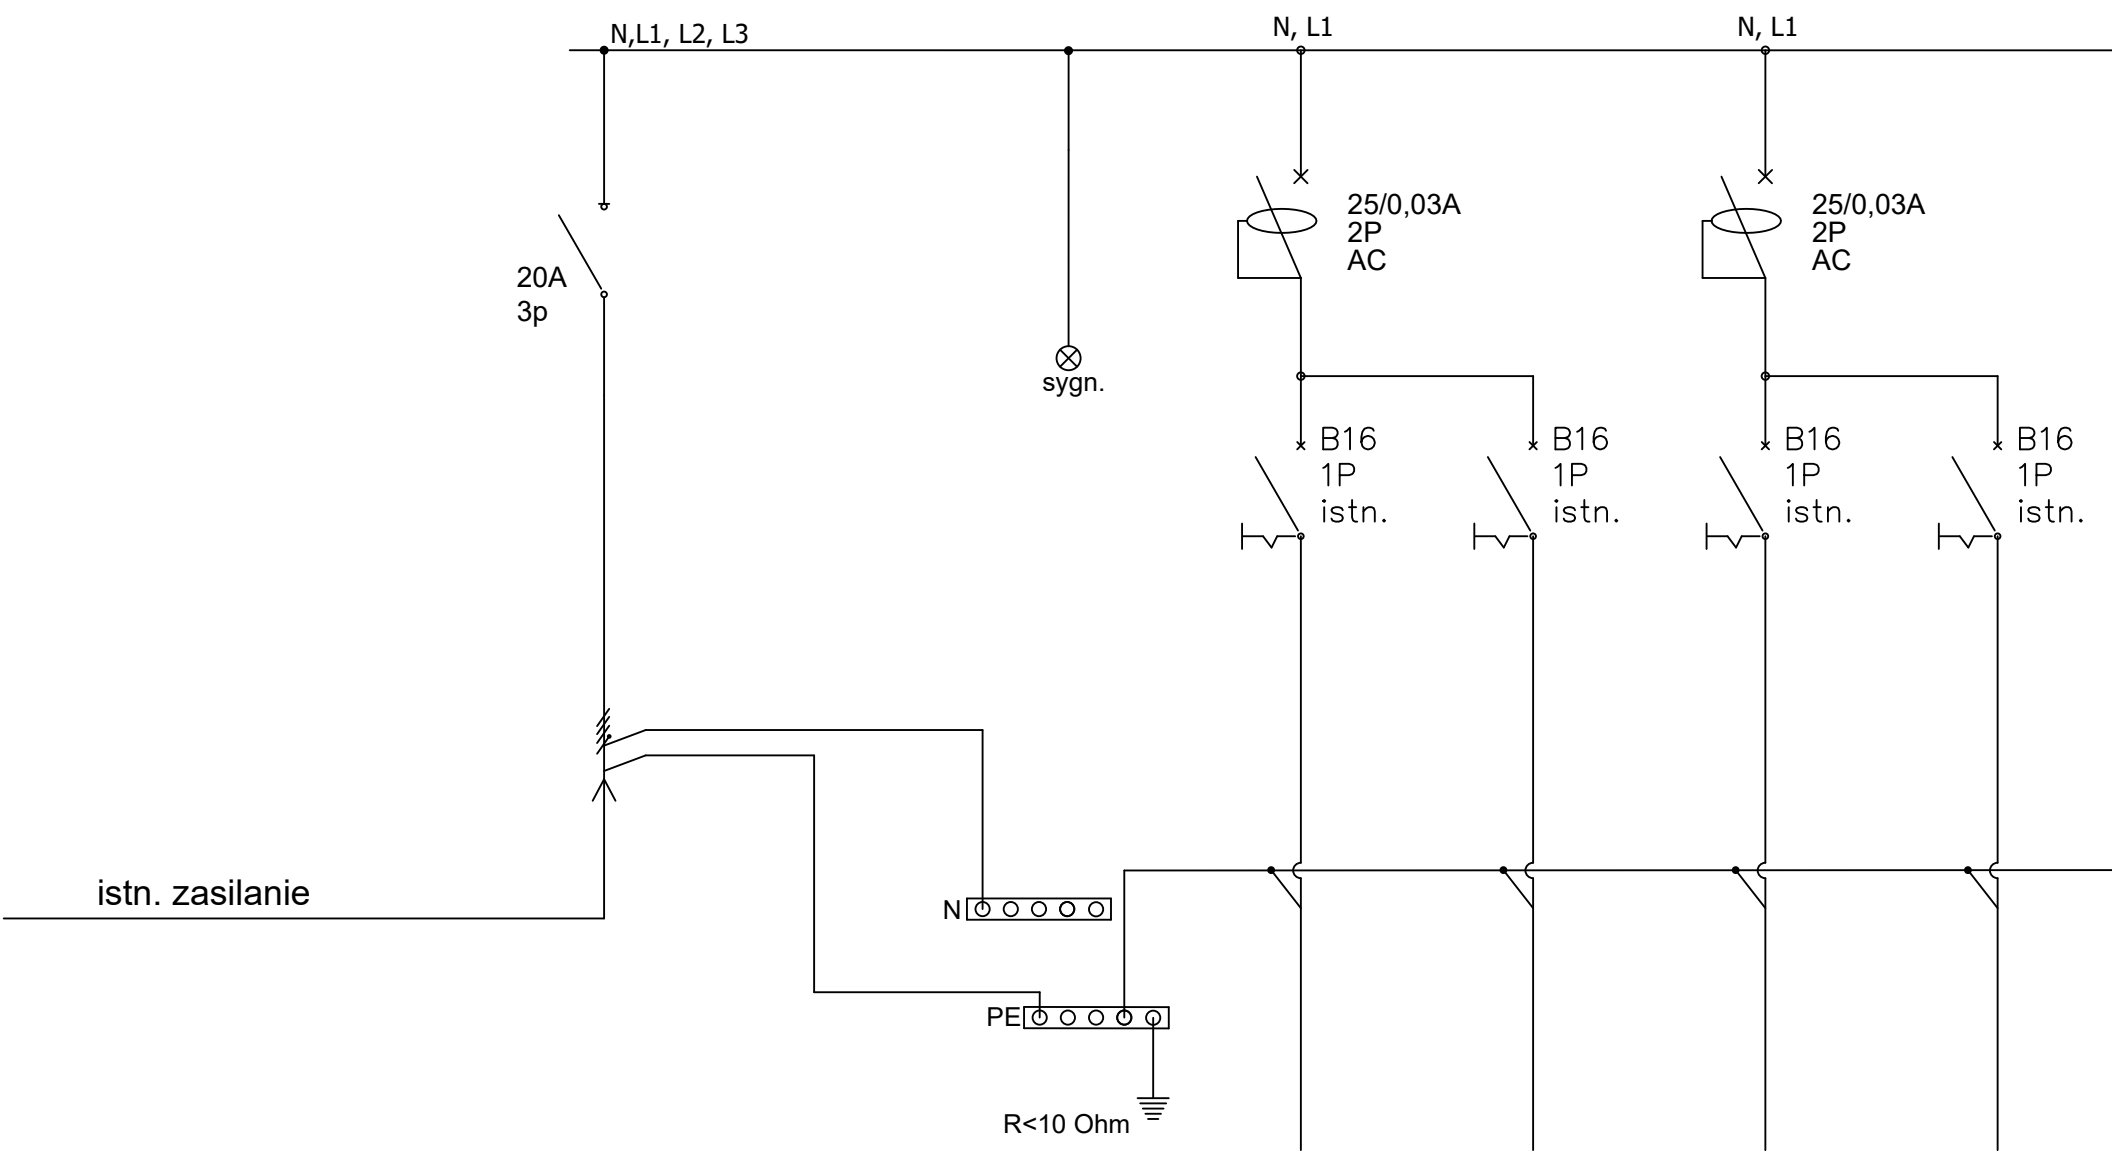 N,L1, L2, L3
N, L1
N, L1
20A
3p
sygn.
25/0,03A
2P
AC
25/0,03A
2P
AC
B16
1P
istn.
B16
1P
istn.
B16
1P
istn.
B16
1P
istn.
istn. zasilanie
N
PE
R<10 Ohm